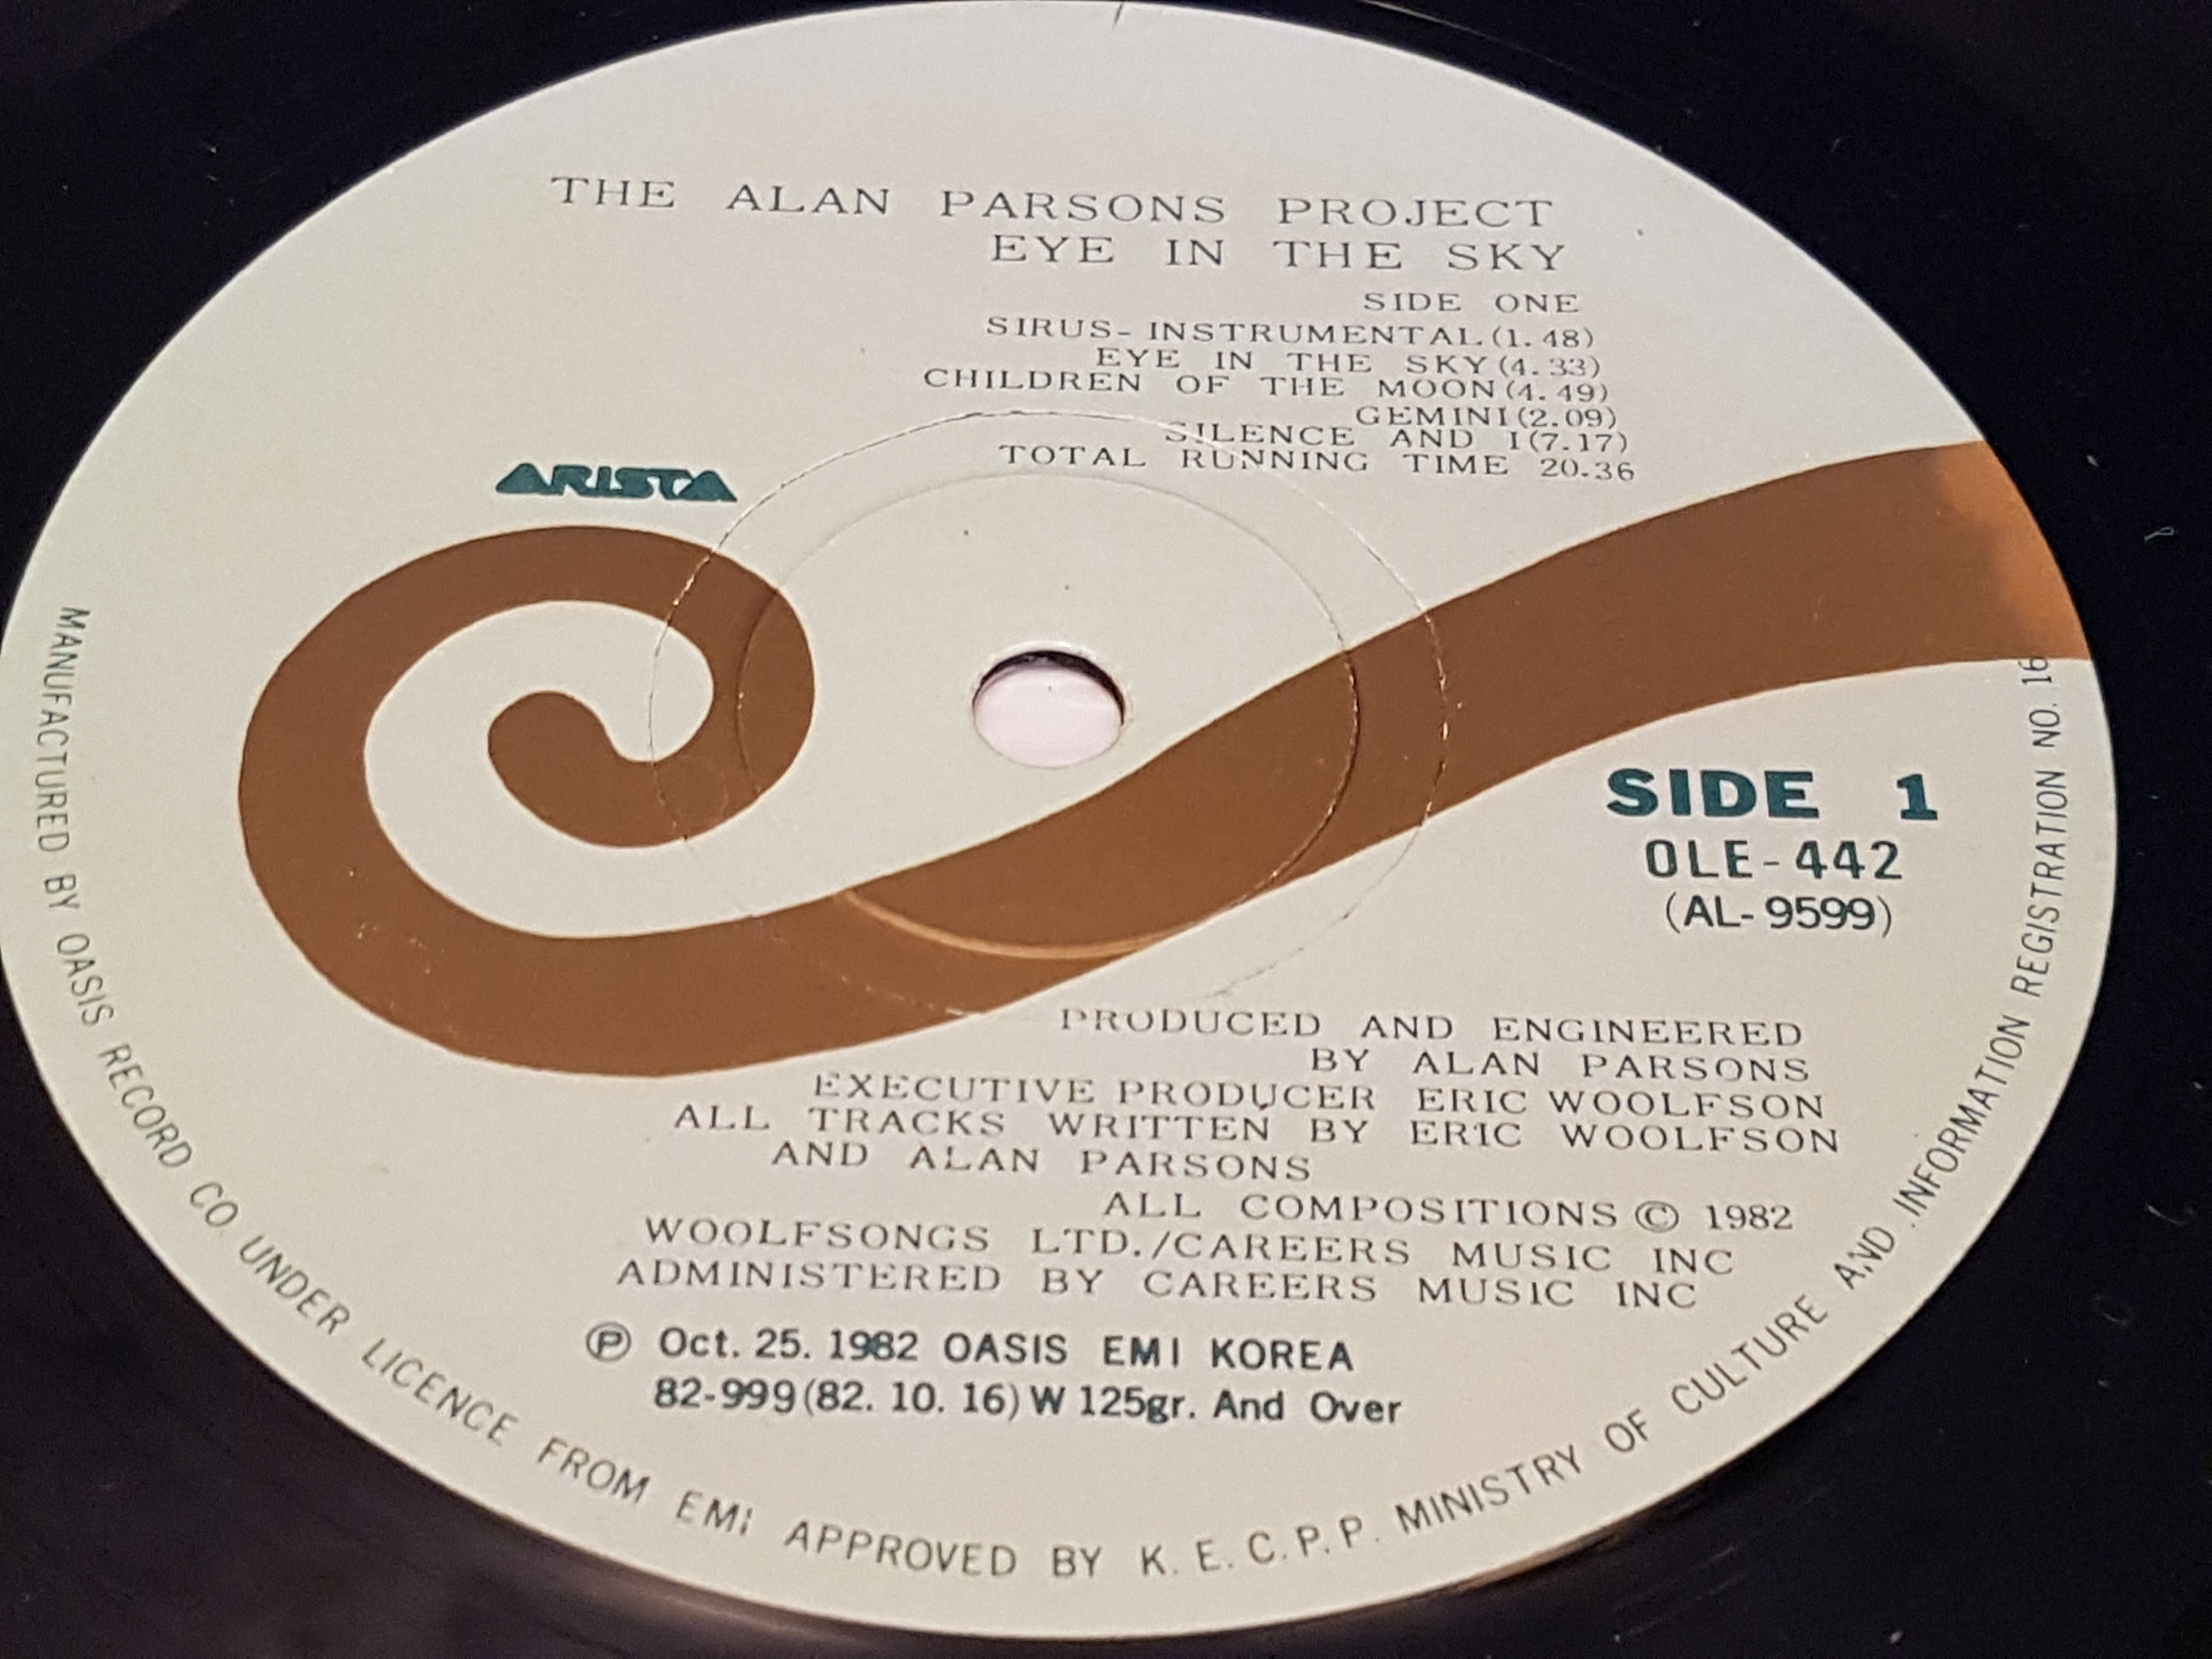 THE ALAN PARSONS PROJECT
EYE IN THE SKY
SIDE ONE
SIRUS- INSTRUMENTAL(1.48)
EYE IN THE SKY(4.33)
CHILDREN OF THE MOON(4.49)
GEMINI(2.09)
SILENCE AND I(7.17)
TOTAL RUNNING TIME 20.36
ARISTA
SIDE 1
OLE-442
(AL-9599)
PRODUCED AND ENGINEERED
BY ALAN PARSONS
EXECUTIVE PRODUCER ERIC WOOLFSON
ALL TRACKS WRITTEN BY ERIC WOOLFSON
AND ALAN PARSONS
ALL COMPOSITIONS © 1982
WOOLFSONGS LTD./CAREERS MUSIC INC
ADMINISTERED BY CAREERS MUSIC INC
℗ Oct. 25. 1982 OASIS EMI KOREA
82-999(82. 10. 16) W 125gr. And Over
MANUFACTURED BY OASIS RECORD CO. UNDER LICENCE FROM EMI APPROVED BY K. E. C. P. P. MINISTRY OF CULTURE AND INFORMATION REGISTRATION NO. 16